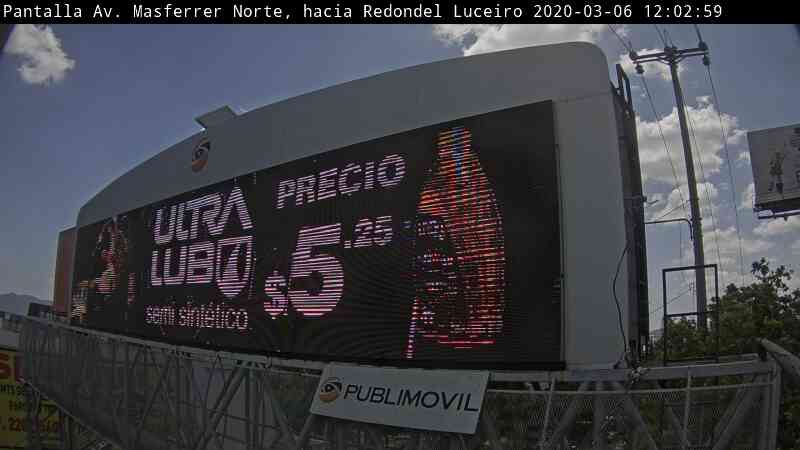 Pantalla Av. Masferrer Norte, hacia Redondel Luceiro 2020-03-06 12:02:59
ULTRA
LUB
semi sintético
PRECIO
$5.25
PUBLIMOVIL